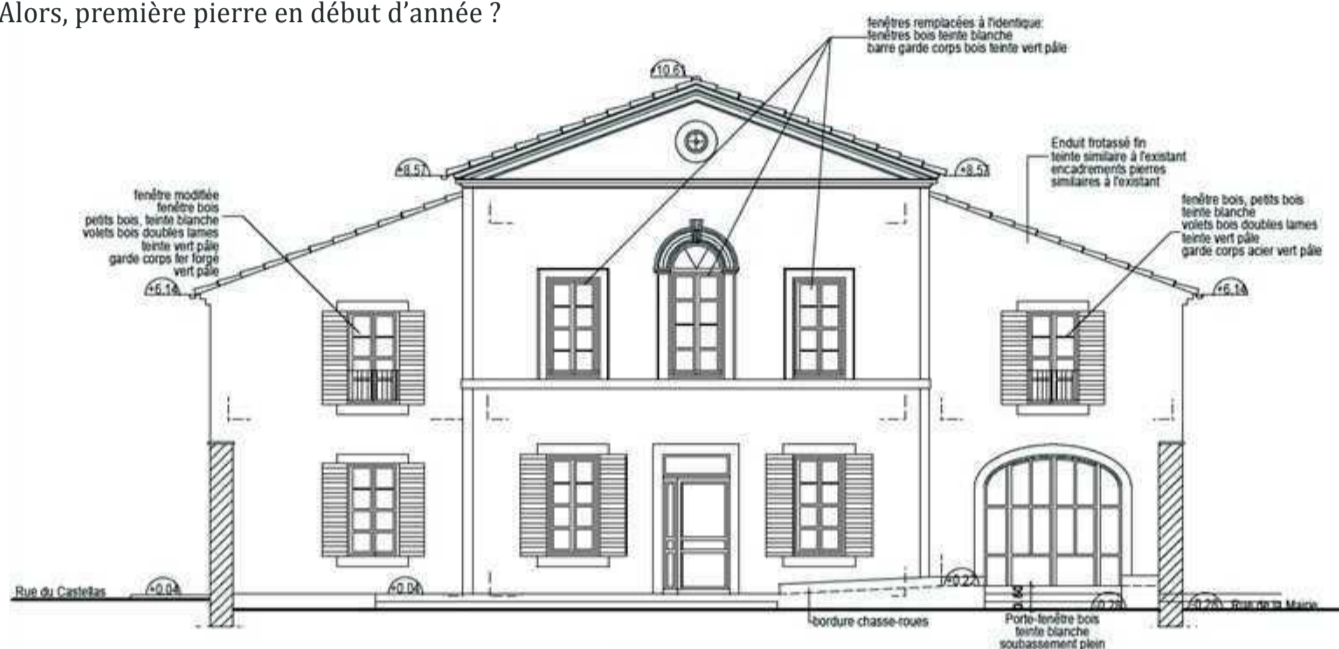 Alors, première pierre en début d’année ?
fenêtres remplacées à l'identique:
fenêtres bois teinte blanche
barre garde corps bois teinte vert pâle
+10.61
+8.57
+8.57
Enduit frotassé fin
teinte similaire à l'existant
encadrements pierres
similaires à l'existant
fenêtre modifiée
fenêtre bois
petits bois, teinte blanche
volets bois doubles lames
teinte vert pâle
garde corps fer forgé
vert pâle
fenêtre bois, petits bois
teinte blanche
volets bois doubles lames
teinte vert pâle
garde corps acier vert pâle
+6.14
+6.14
Rue du Castellas
+0.04
+0.04
+0.22
0.60
-0.28
-0.28
Rue de la Mairie
bordure chasse-roues
Porte-fenêtre bois
teinte blanche
soubassement plein